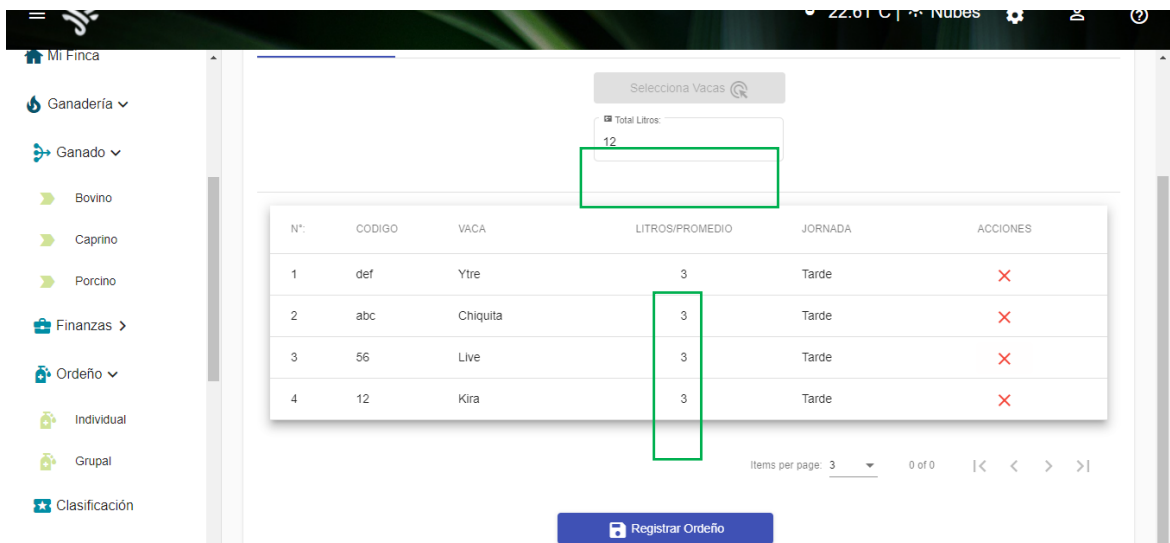 22.61°C | Nubes
Mi Finca
Ganadería
Ganado
Bovino
Caprino
Porcino
Finanzas
Ordeño
Individual
Grupal
Clasificación
Selecciona Vacas
Total Litros:
12
N°: CODIGO VACA LITROS/PROMEDIO JORNADA ACCIONES
1 def Ytre 3 Tarde
2 abc Chiquita 3 Tarde
3 56 Live 3 Tarde
4 12 Kira 3 Tarde
Items per page: 3 0 of 0
Registrar Ordeño